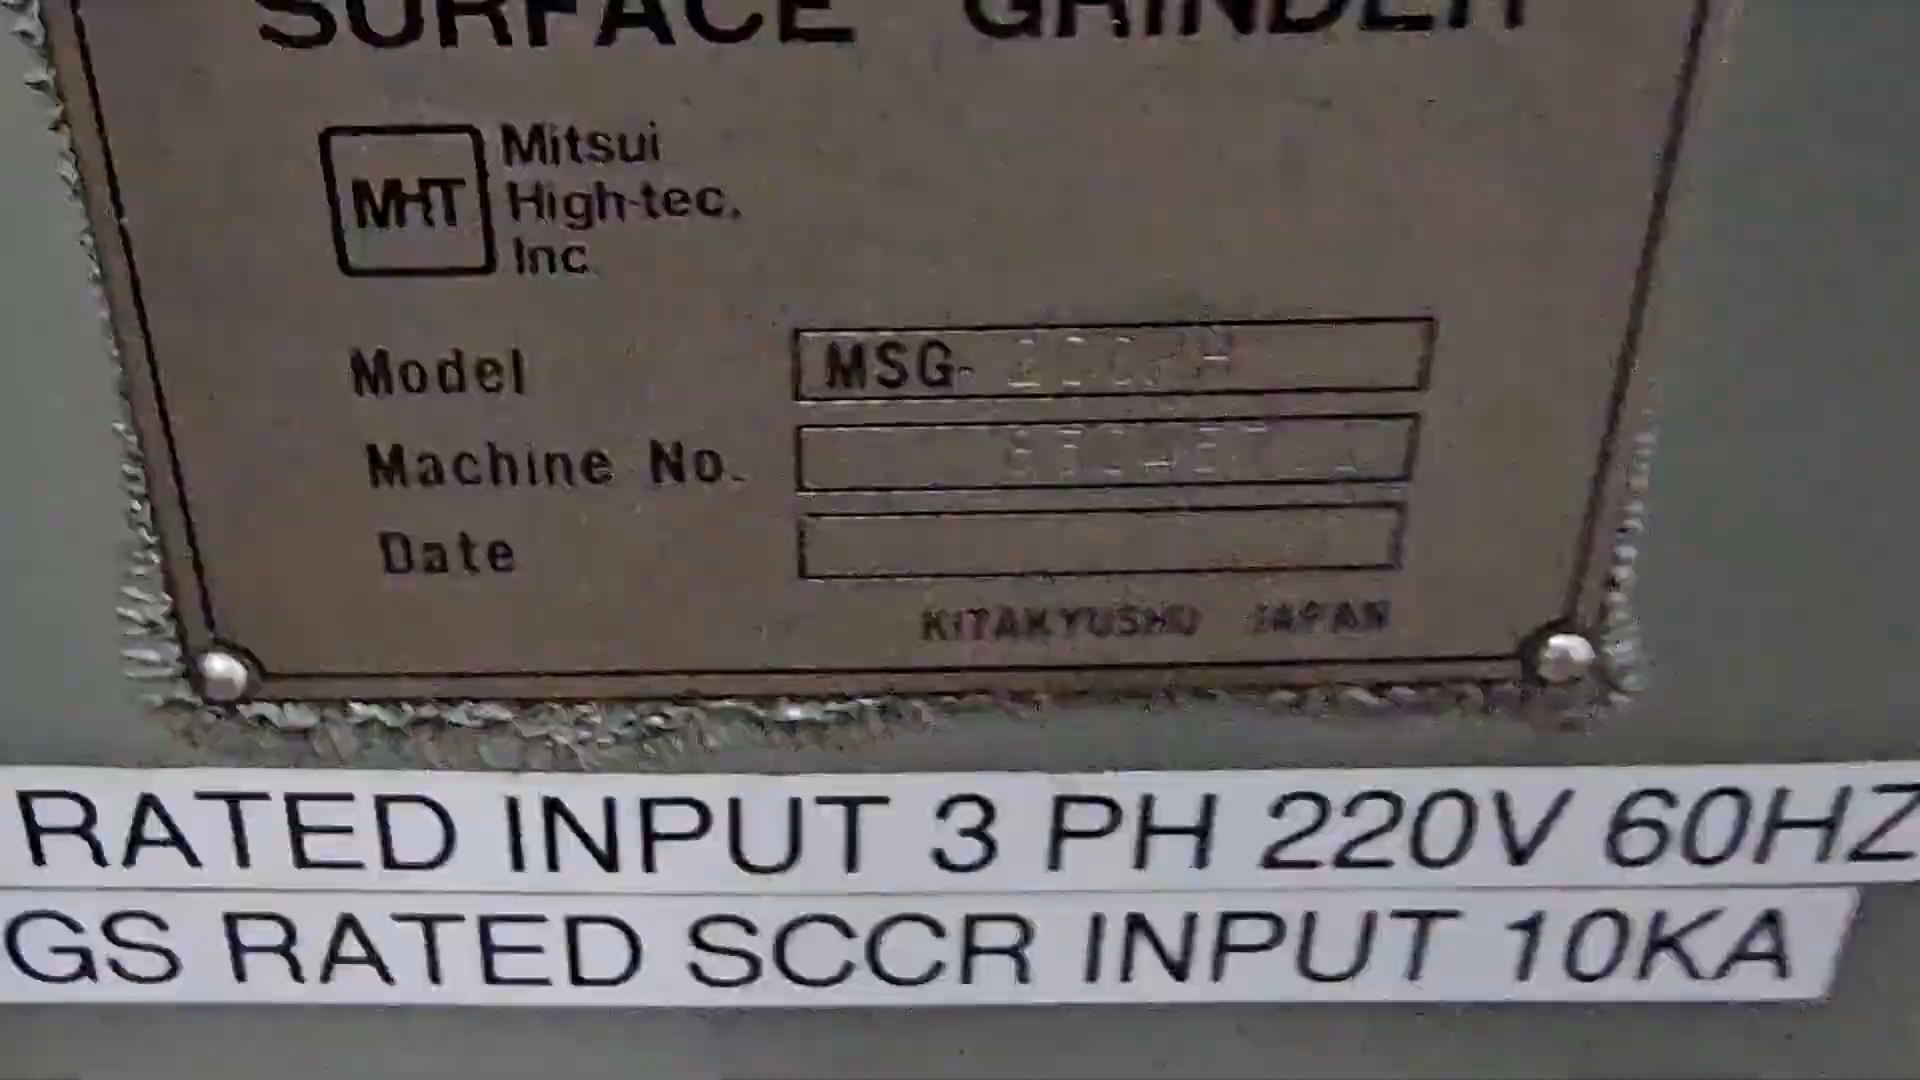 SURFACE GRINDER
MHT
Mitsui
High-tec.
Inc
Model MSG-
Machine No.
Date
KITAKYUSHU JAPAN
RATED INPUT 3 PH 220V 60HZ
GS RATED SCCR INPUT 10KA